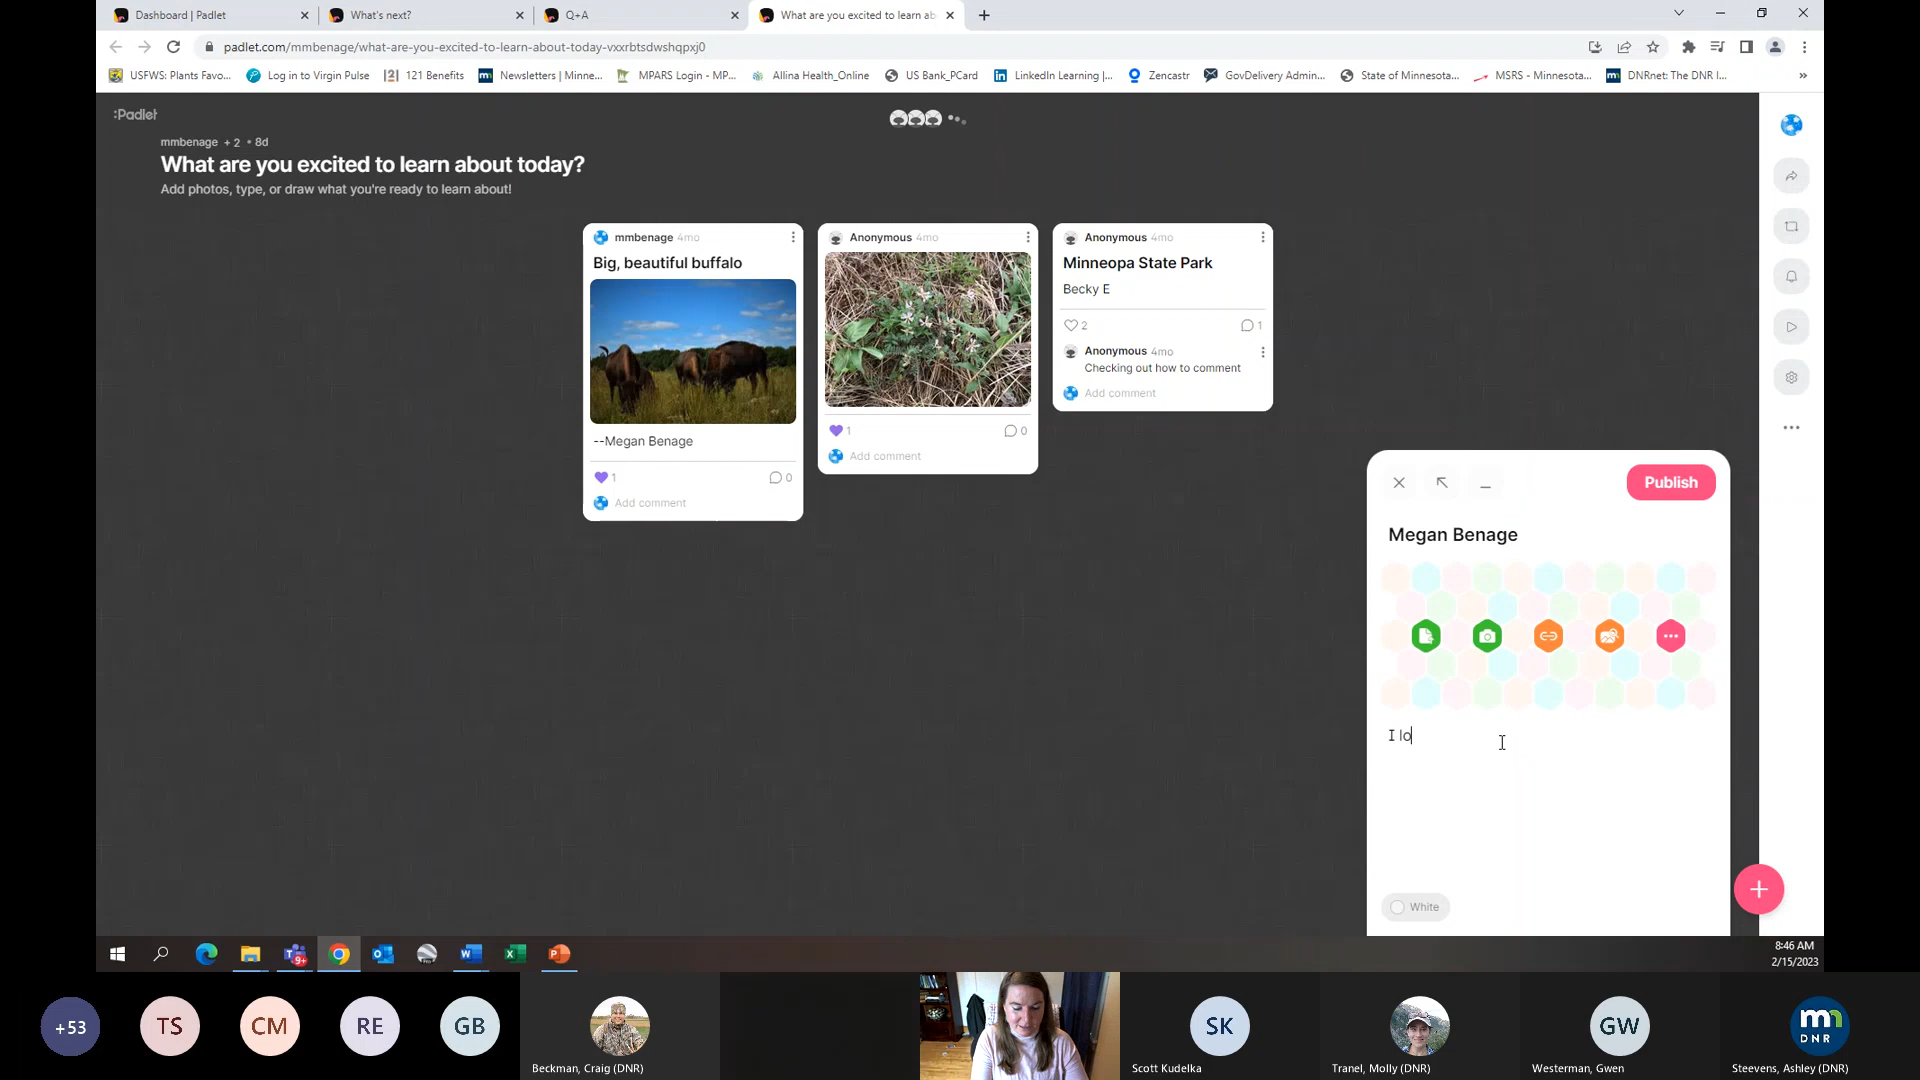 Dashboard | Padlet
What's next?
Q+A
What are you excited to learn ab
padlet.com/mmbenage/what-are-you-excited-to-learn-about-today-vxxrbtsdwshqpxj0
USFWS: Plants Favo...
Log in to Virgin Pulse
121 Benefits
Newsletters | Minne...
MPARS Login - MP...
Allina Health_Online
US Bank_PCard
LinkedIn Learning |...
Zencastr
GovDelivery Admin...
State of Minnesota...
MSRS - Minnesota...
DNRnet: The DNR I...
:Padlet
mmbenage + 2 • 8d
What are you excited to learn about today?
Add photos, type, or draw what you're ready to learn about!
mmbenage 4mo
Big, beautiful buffalo
--Megan Benage
1
0
Add comment
Anonymous 4mo
1
0
Add comment
Anonymous 4mo
Minneopa State Park
Becky E
2
1
Anonymous 4mo
Checking out how to comment
Add comment
Publish
Megan Benage
I lo
White
9+
8:46 AM
2/15/2023
+53
TS
CM
RE
GB
Beckman, Craig (DNR)
SK
Scott Kudelka
Tranel, Molly (DNR)
GW
Westerman, Gwen
mn
DNR
Steevens, Ashley (DNR)